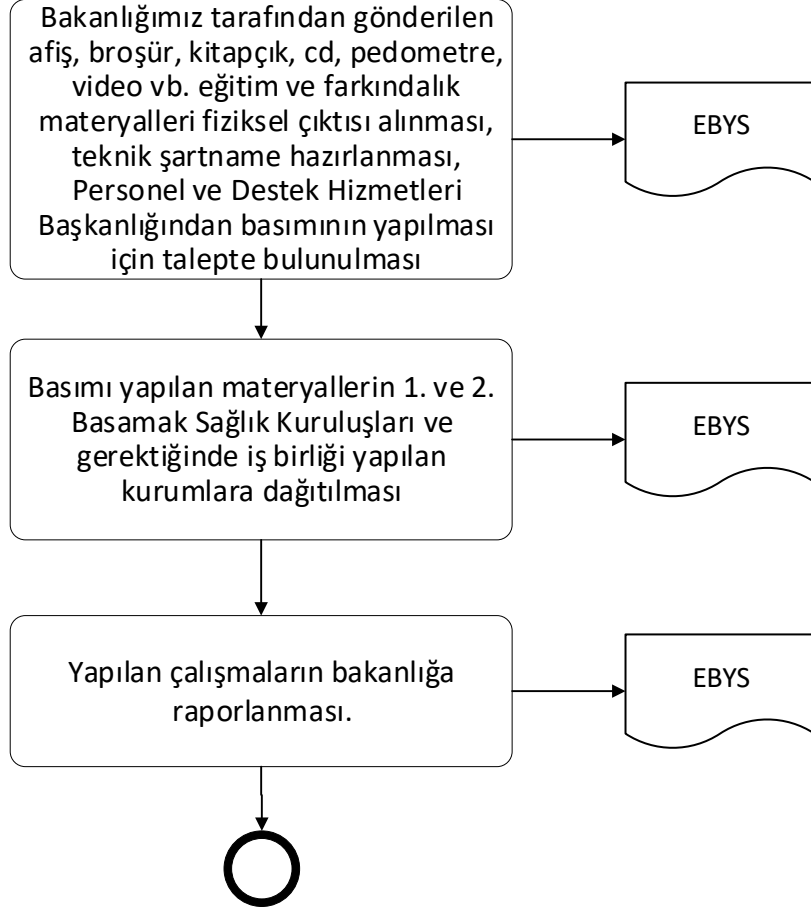 Bakanlığımız tarafından gönderilen
afiş, broşür, kitapçık, cd, pedometre,
video vb. eğitim ve farkındalık
materyalleri fiziksel çıktısı alınması,
teknik şartname hazırlanması,
Personel ve Destek Hizmetleri
Başkanlığından basımının yapılması
için talepte bulunulması
EBYS
Basımı yapılan materyallerin 1. ve 2.
Basamak Sağlık Kuruluşları ve
gerektiğinde iş birliği yapılan
kurumlara dağıtılması
EBYS
Yapılan çalışmaların bakanlığa
raporlanması.
EBYS